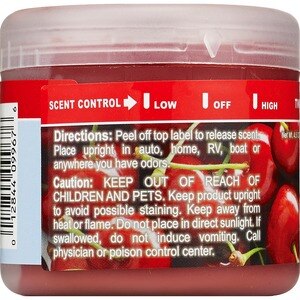 SCENT CONTROL LOW OFF HIGH
Directions: Peel off top label to release scent.
Place upright in auto, home, RV, boat or
anywhere you have odors.
Caution: KEEP OUT OF REACH OF
CHILDREN AND PETS. Keep product upright
to avoid possible staining. Keep away from
heat or flame. Do not place in direct sunlight. If
swallowed, do not induce vomiting. Call
physician or poison control center.